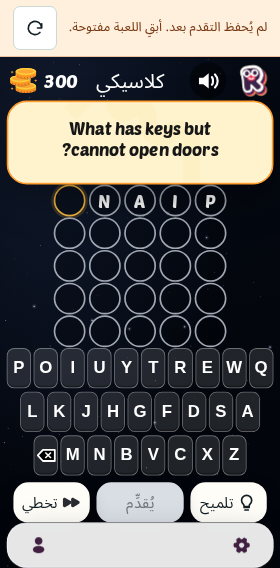 لم يُحفظ التقدم بعد. أبقِ اللعبة مفتوحة.
300
كلاسيكي
What has keys but
?cannot open doors
N A I P
P O I U Y T R E W Q
L K J H G F D S A
M N B V C X Z
تلميح
يُقدَّم
تخطي